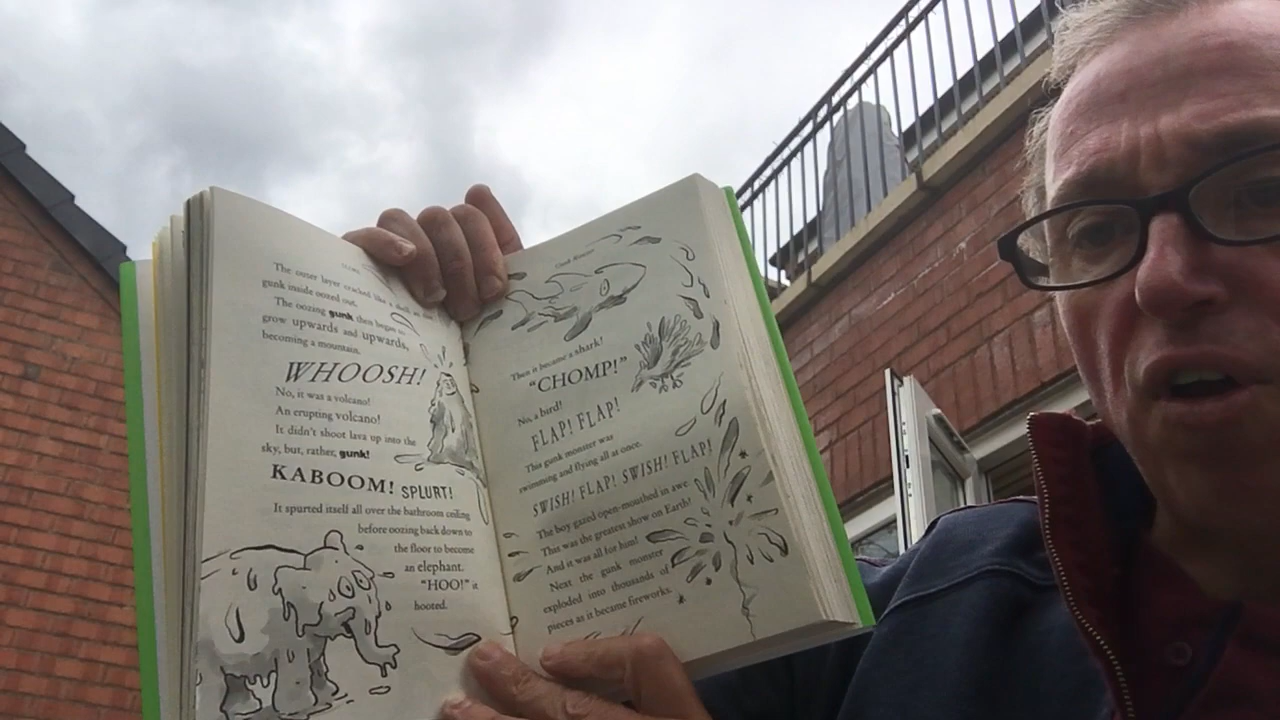 The outer layer cracked like a
gunk inside oozed out.
The oozing gunk then began to
grow upwards and upwards,
becoming a mountain.
WHOOSH!
No, it was a volcano!
An erupting volcano!
It didn't shoot lava up into the
sky, but, rather, gunk!
KABOOM! SPLURT!
It spurted itself all over the bathroom ceiling
before oozing back down to
the floor to become
an elephant.
"HOO!" it
hooted.
Gunk Monster
Then it became a shark!
"CHOMP!"
No, a bird!
FLAP! FLAP!
This gunk monster was
swimming and flying all at once.
SWISH! FLAP! SWISH! FLAP!
The boy gazed open-mouthed in awe.
This was the greatest show on Earth!
And it was all for him!
Next the gunk monster
exploded into thousands of
pieces as it became fireworks.